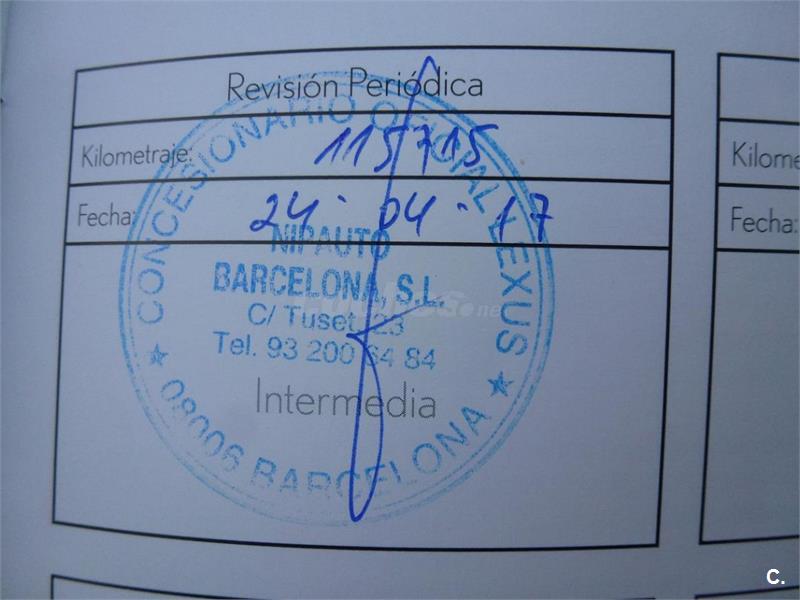 Revisión Periódica
Kilometraje: 115715
Fecha: 24-04-17
CONCESIONARIO OFICIAL LEXUS
NIPAUTO
BARCELONA, S.L.
C/ Tuset, 23
Tel. 93 200 64 84
Intermedia
★ 08006 BARCELONA ★
Kilome
Fecha:
C.